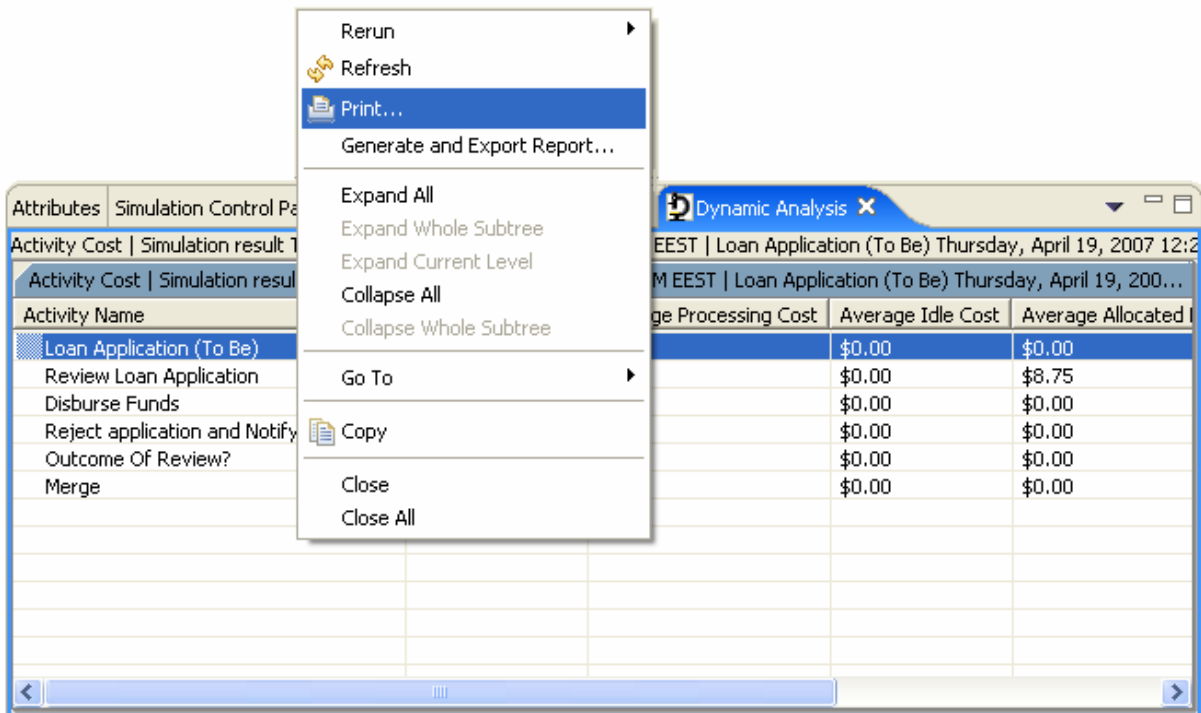 Rerun
Refresh
Print...
Generate and Export Report...
Expand All
Expand Whole Subtree
Expand Current Level
Collapse All
Collapse Whole Subtree
Go To
Copy
Close
Close All
Attributes Simulation Control Dynamic Analysis
Activity Cost | Simulation result EEST | Loan Application (To Be) Thursday, April 19, 2007
Activity Cost | Simulation EEST | Loan Application (To Be) Thursday, April 19, 200...
Activity Name Processing Cost Average Idle Cost Average Allocated
Loan Application (To Be) $0.00 $0.00
Review Loan Application $0.00 $8.75
Disburse Funds $0.00 $0.00
Reject application and Notify $0.00 $0.00
Outcome Of Review? $0.00 $0.00
Merge $0.00 $0.00